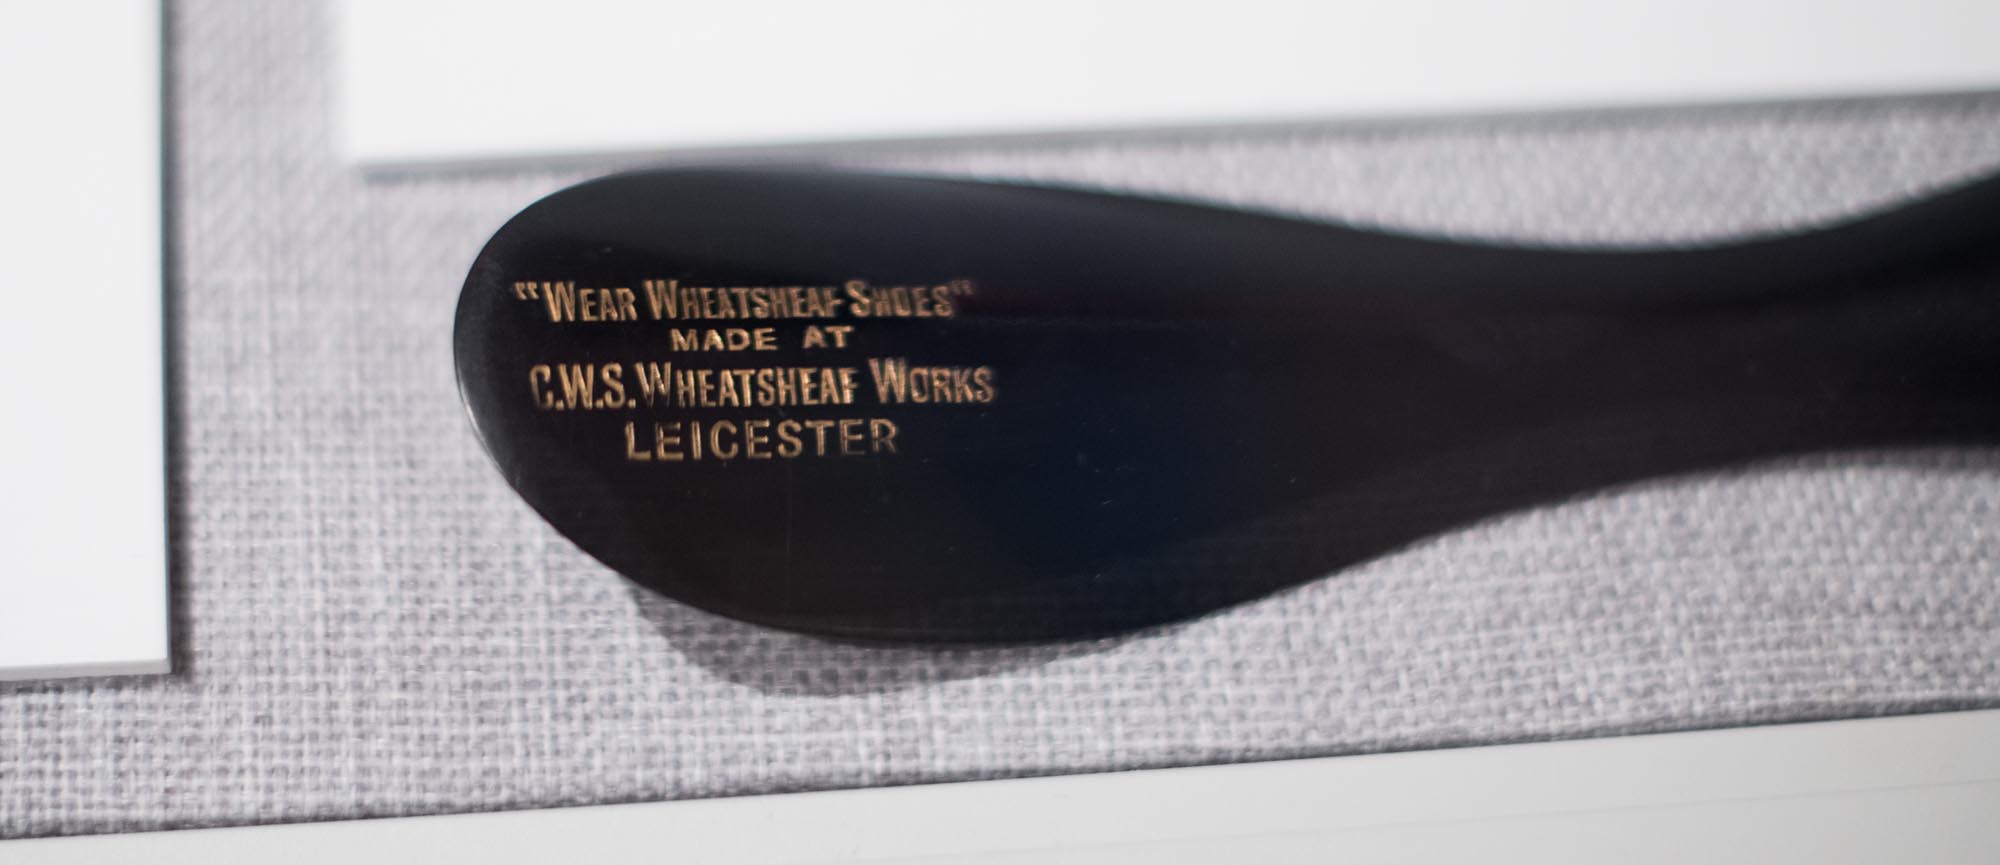 "WEAR WHEATSHEAF SHOES"
MADE AT
C.W.S. WHEATSHEAF WORKS
LEICESTER